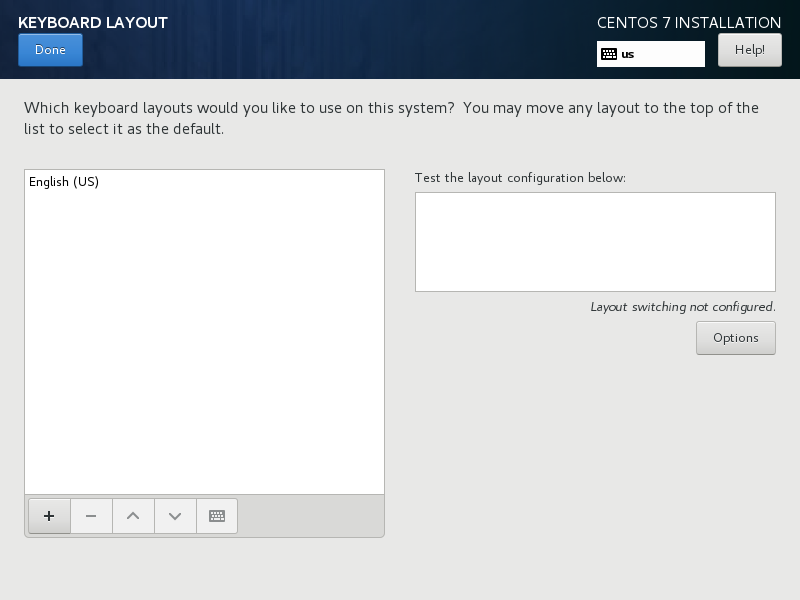 KEYBOARD LAYOUT
CENTOS 7 INSTALLATION
Done
us
Help!
Which keyboard layouts would you like to use on this system?  You may move any layout to the top of the
list to select it as the default.
English (US)
Test the layout configuration below:
Layout switching not configured.
Options